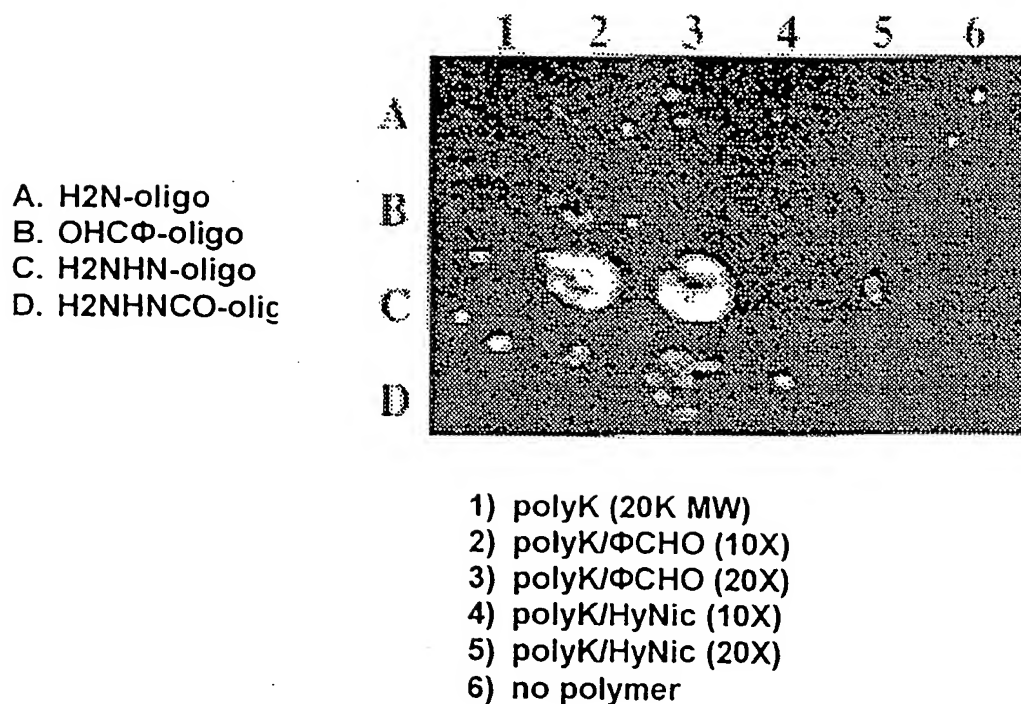 1 2 3 4 5 6
A
B
C
D
A. H2N-oligo
B. OHCΦ-oligo
C. H2NHN-oligo
D. H2NHNCO-olig
1) polyK (20K MW)
2) polyK/ΦCHO (10X)
3) polyK/ΦCHO (20X)
4) polyK/HyNic (10X)
5) polyK/HyNic (20X)
6) no polymer